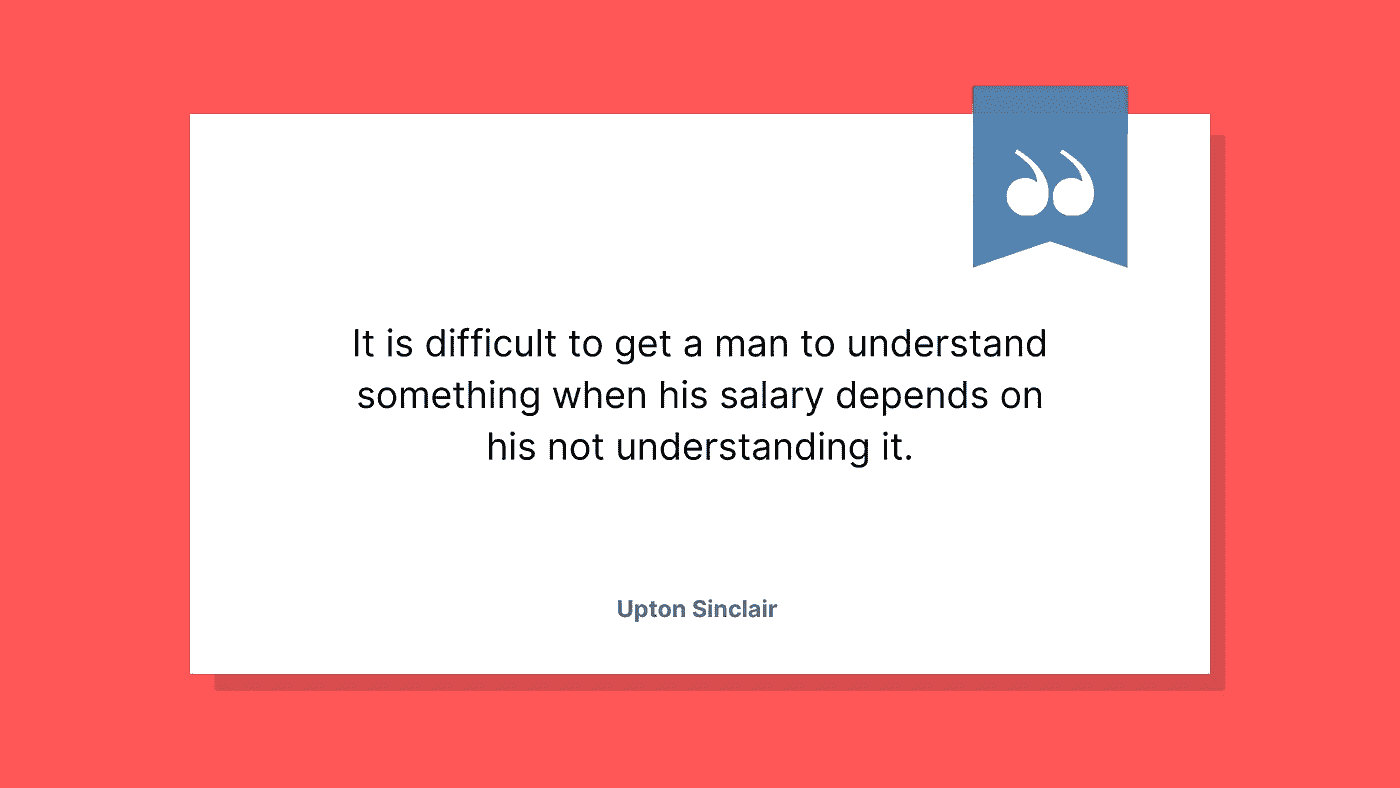 It is difficult to get a man to understand
something when his salary depends on
his not understanding it.
Upton Sinclair